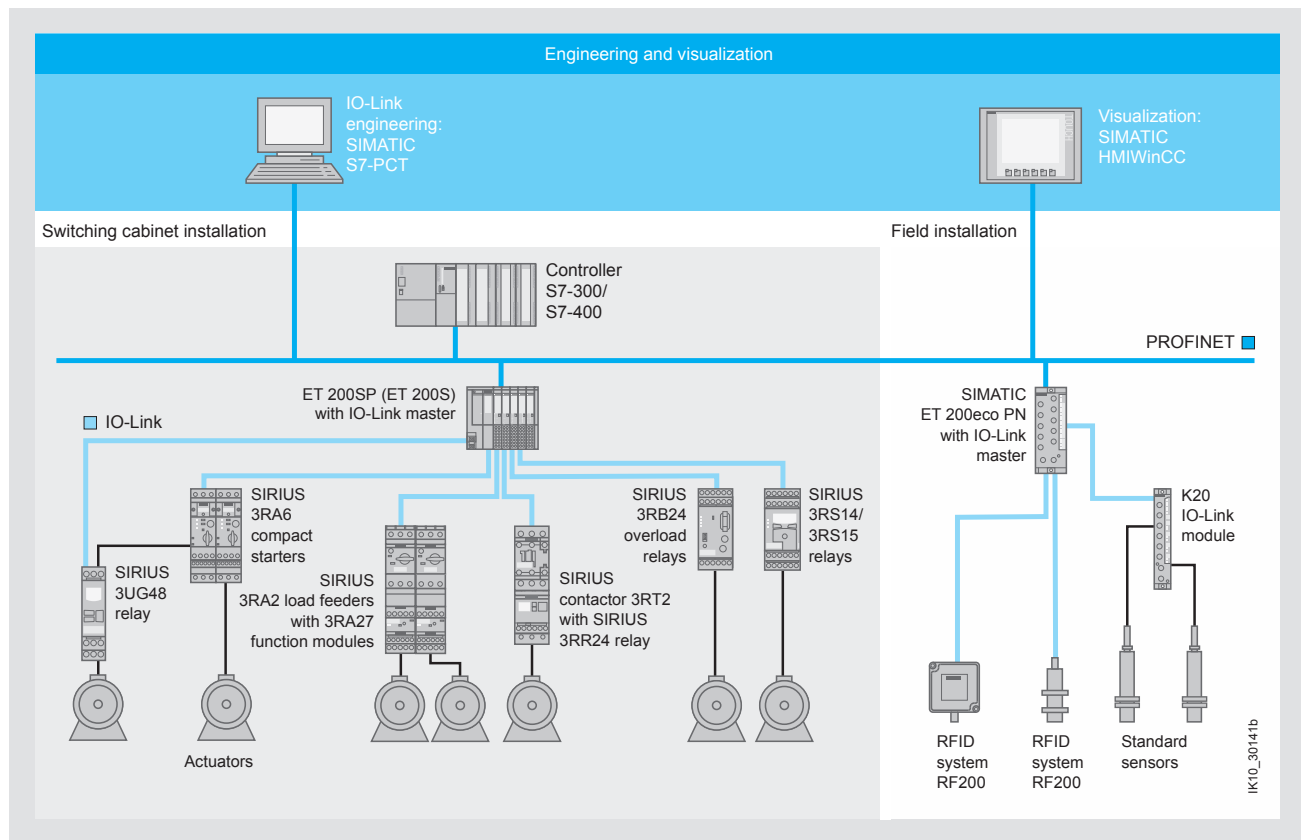 Engineering and visualization
IO-Link
engineering:
SIMATIC
S7-PCT
Visualization:
SIMATIC
HMIWinCC
Switching cabinet installation
Field installation
Controller
S7-300/
S7-400
PROFINET
ET 200SP (ET 200S)
with IO-Link master
SIMATIC
ET 200eco PN
with IO-Link
master
IO-Link
SIRIUS
3RA6
compact
starters
SIRIUS
3RB24
overload
relays
SIRIUS
3RS14/
3RS15
relays
K20
IO-Link
module
SIRIUS
3UG48
relay
SIRIUS
3RA2 load feeders
with 3RA27
function modules
SIRIUS
contactor 3RT2
with SIRIUS
3RR24 relay
Actuators
RFID
system
RF200
RFID
system
RF200
Standard
sensors
IK10_30141b